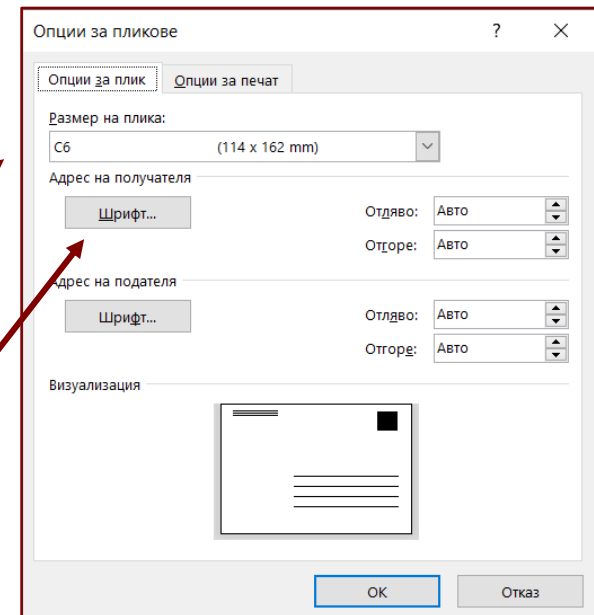 Опции за пликове ?
Опции за плик Опции за печат
Размер на плика:
C6 (114 x 162 mm)
Адрес на получателя
Шрифт... Отляво: Авто
Отгоре: Авто
Адрес на подателя
Шрифт... Отляво: Авто
Отгоре: Авто
Визуализация
OK Отказ